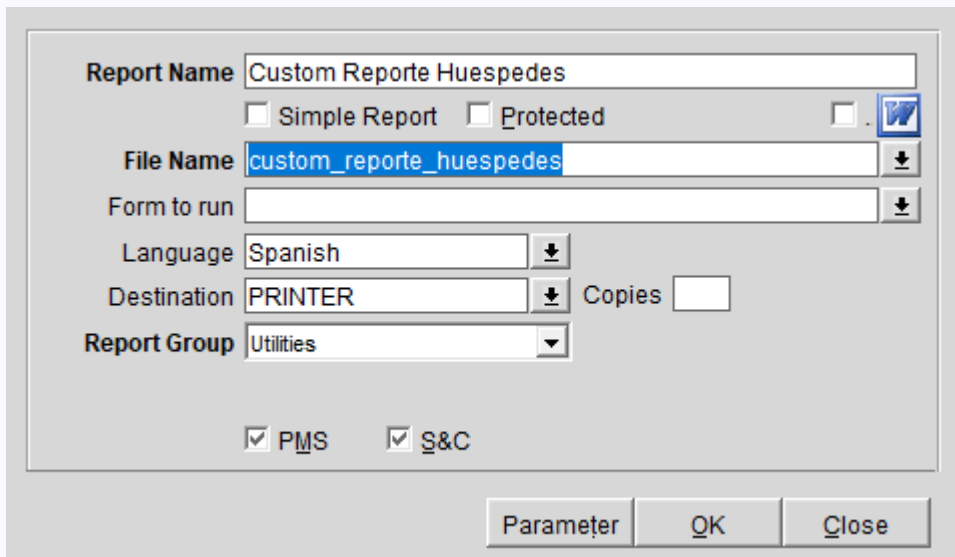 Report Name Custom Reporte Huespedes
Simple Report Protected . W
File Name custom_reporte_huespedes
Form to run
Language Spanish
Destination PRINTER Copies
Report Group Utilities
PMS S&C
Parameter OK Close